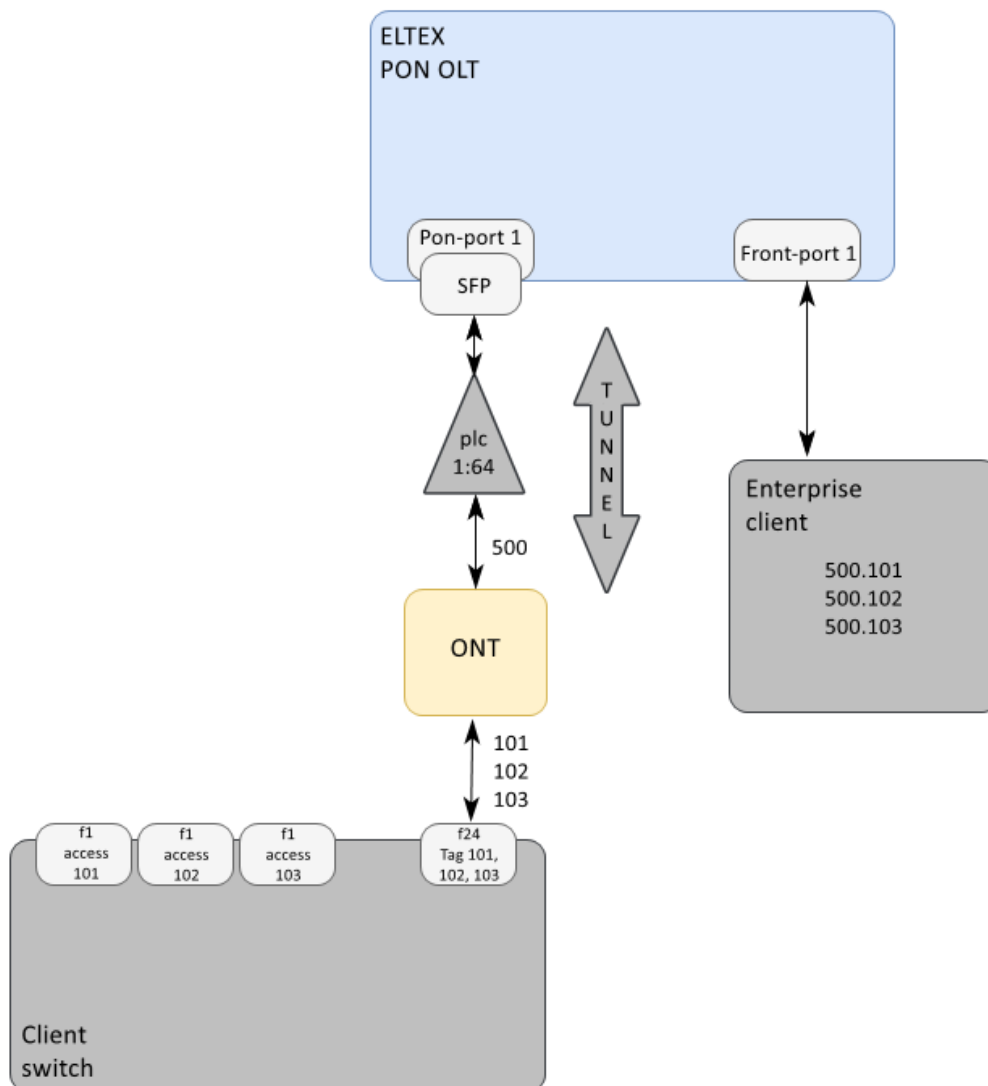 ELTEX
PON OLT
Pon-port 1
SFP
Front-port 1
plc
1:64
T
U
N
N
E
L
500
Enterprise
client
500.101
500.102
500.103
ONT
101
102
103
f1
access
101
f1
access
102
f1
access
103
f24
Tag 101,
102, 103
Client
switch